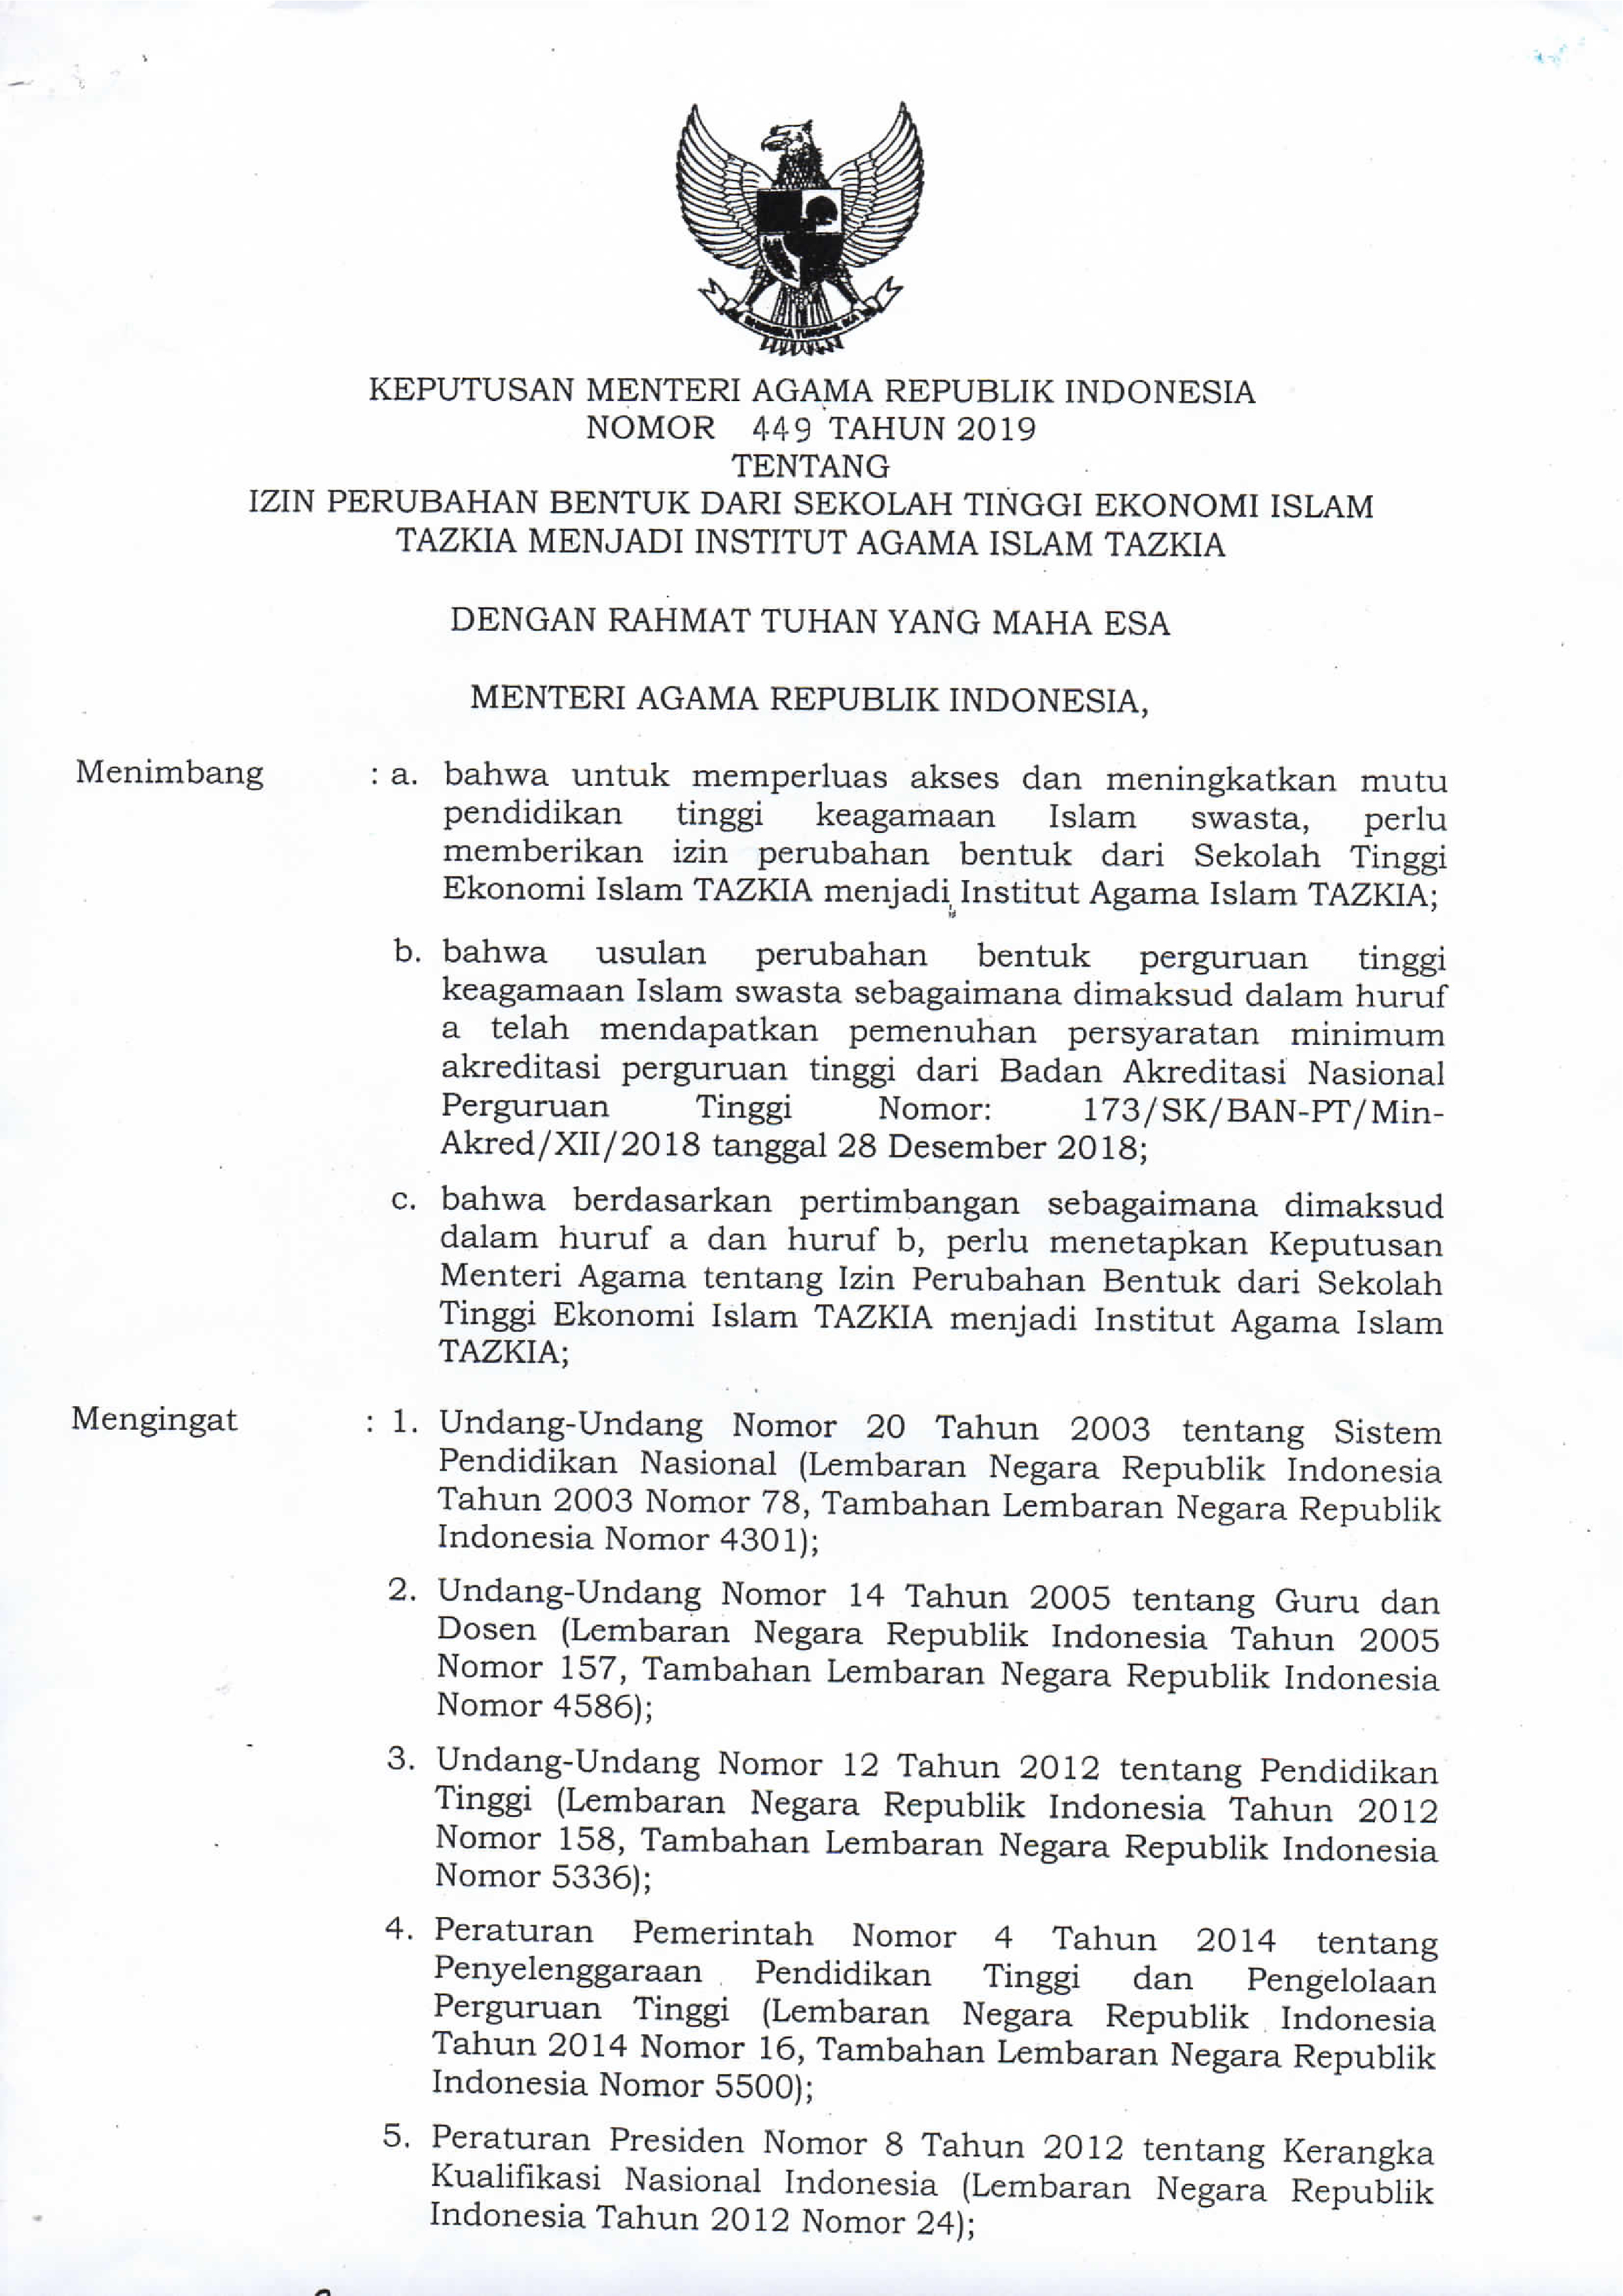 KEPUTUSAN MENTERI AGAMA REPUBLIK INDONESIA
NOMOR 449 TAHUN 2019
TENTANG
IZIN PERUBAHAN BENTUK DARI SEKOLAH TINGGI EKONOMI ISLAM
TAZKIA MENJADI INSTITUT AGAMA ISLAM TAZKIA
DENGAN RAHMAT TUHAN YANG MAHA ESA
MENTERI AGAMA REPUBLIK INDONESIA,
Menimbang : a. bahwa untuk memperluas akses dan meningkatkan mutu
pendidikan tinggi keagamaan Islam swasta, perlu
memberikan izin perubahan bentuk dari Sekolah Tinggi
Ekonomi Islam TAZKIA menjadi Institut Agama Islam TAZKIA;
b. bahwa usulan perubahan bentuk perguruan tinggi
keagamaan Islam swasta sebagaimana dimaksud dalam huruf
a telah mendapatkan pemenuhan persyaratan minimum
akreditasi perguruan tinggi dari Badan Akreditasi Nasional
Perguruan Tinggi Nomor: 173/SK/BAN-PT/Min-
Akred/XII/2018 tanggal 28 Desember 2018;
c. bahwa berdasarkan pertimbangan sebagaimana dimaksud
dalam huruf a dan huruf b, perlu menetapkan Keputusan
Menteri Agama tentang Izin Perubahan Bentuk dari Sekolah
Tinggi Ekonomi Islam TAZKIA menjadi Institut Agama Islam
TAZKIA;
Mengingat : 1. Undang-Undang Nomor 20 Tahun 2003 tentang Sistem
Pendidikan Nasional (Lembaran Negara Republik Indonesia
Tahun 2003 Nomor 78, Tambahan Lembaran Negara Republik
Indonesia Nomor 4301);
2. Undang-Undang Nomor 14 Tahun 2005 tentang Guru dan
Dosen (Lembaran Negara Republik Indonesia Tahun 2005
Nomor 157, Tambahan Lembaran Negara Republik Indonesia
Nomor 4586);
3. Undang-Undang Nomor 12 Tahun 2012 tentang Pendidikan
Tinggi (Lembaran Negara Republik Indonesia Tahun 2012
Nomor 158, Tambahan Lembaran Negara Republik Indonesia
Nomor 5336);
4. Peraturan Pemerintah Nomor 4 Tahun 2014 tentang
Penyelenggaraan Pendidikan Tinggi dan Pengelolaan
Perguruan Tinggi (Lembaran Negara Republik Indonesia
Tahun 2014 Nomor 16, Tambahan Lembaran Negara Republik
Indonesia Nomor 5500);
5. Peraturan Presiden Nomor 8 Tahun 2012 tentang Kerangka
Kualifikasi Nasional Indonesia (Lembaran Negara Republik
Indonesia Tahun 2012 Nomor 24);